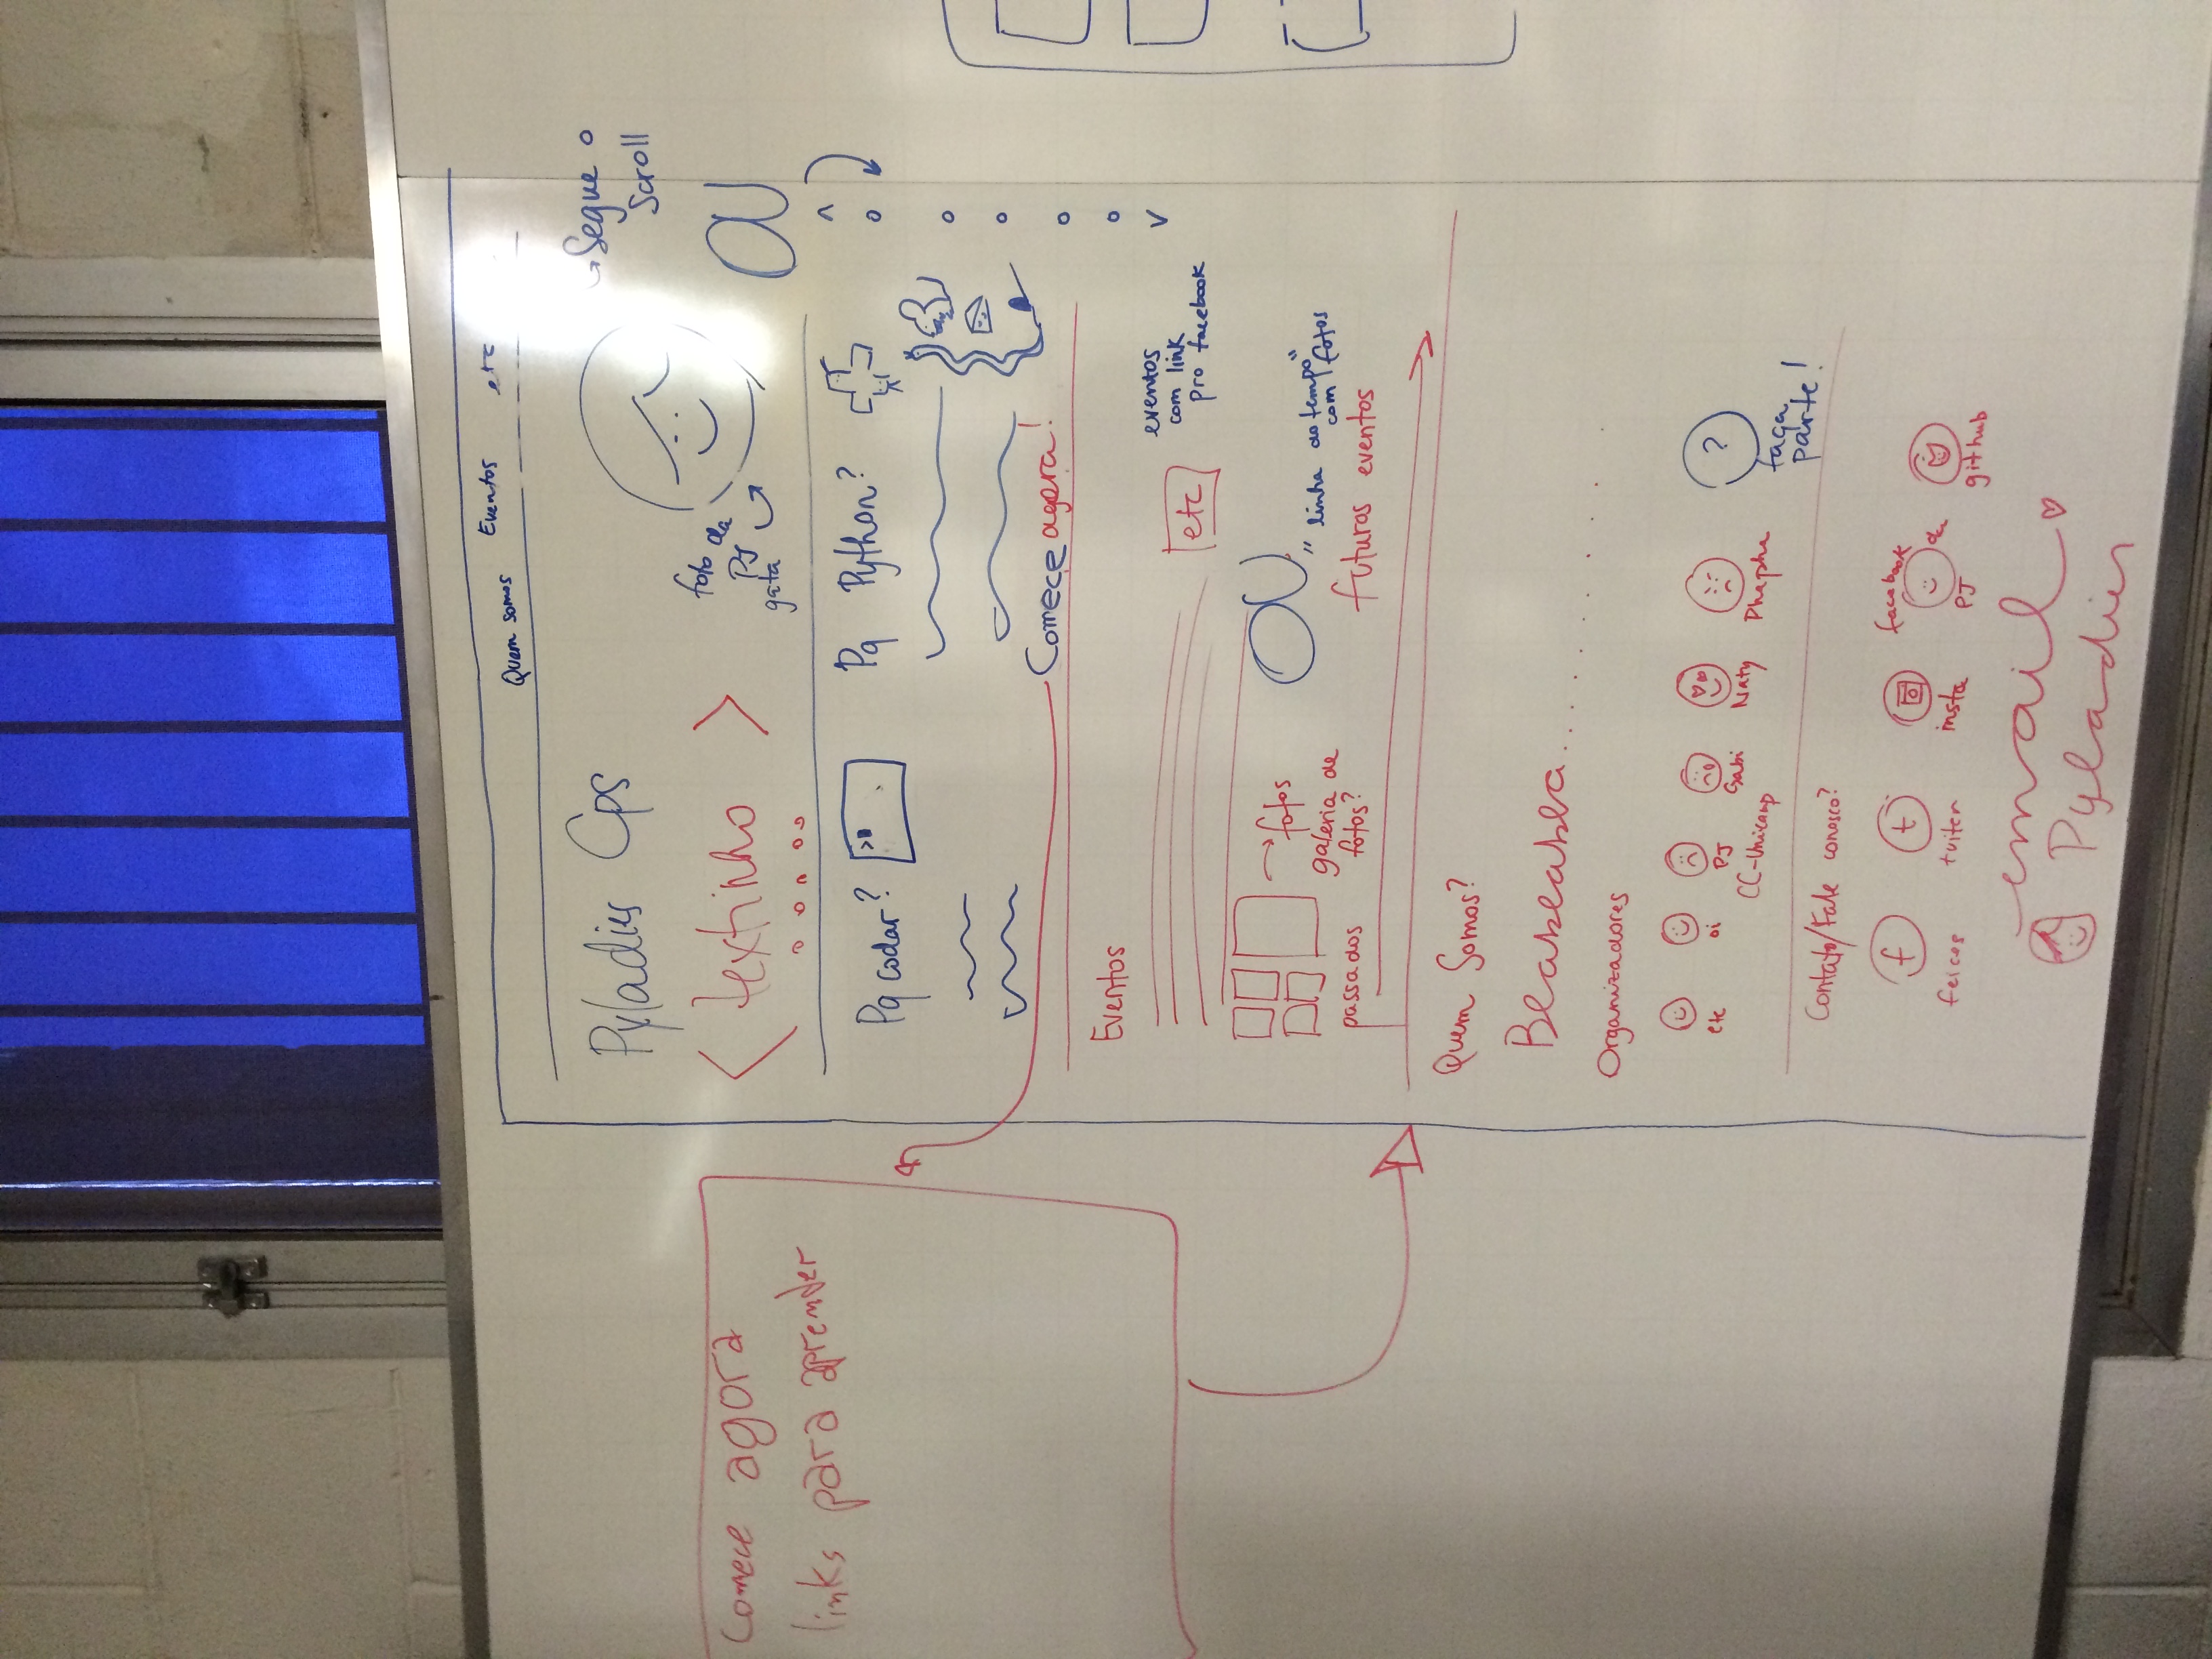 Quem somos Eventos etc
Pyladies Cps
< textinho >
foto da
PJ
gata
Segue o
Scroll
OU
Comece agora
links para aprender
Pq codar? >
Pq Python?
Comece agora!
Eventos
etc
eventos
com link
pro facebook
fotos
galeria de
fotos?
passados
OU
"linha do tempo"
com fotos
futuros eventos
Quem Somos?
Blablabla..............
Organizadores
etc
oi
PJ
CC-Unicamp
Gabi
Naty
Phapha
?
faça
parte!
Contato/Fale conosco?
f
feices
t
tuiter
insta
facebook
da
PJ
github
email
Pyladies